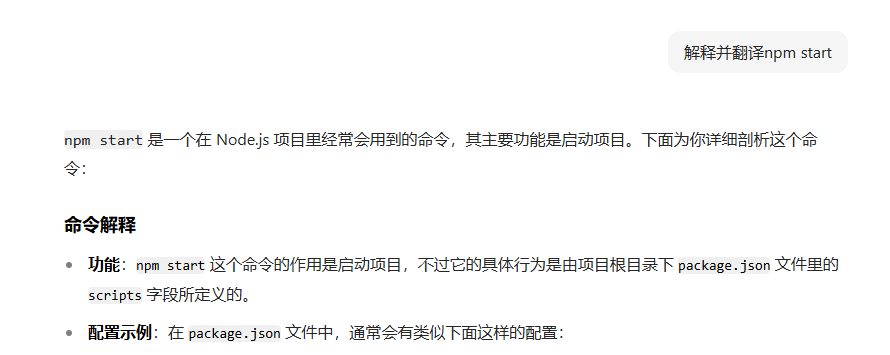 解释并翻译npm start
npm start 是一个在 Node.js 项目里经常会用到的命令，其主要功能是启动项目。下面为你详细剖析这个命
令：
命令解释
• 功能：npm start 这个命令的作用是启动项目，不过它的具体行为是由项目根目录下 package.json 文件里的
scripts 字段所定义的。
• 配置示例：在 package.json 文件中，通常会有类似下面这样的配置：